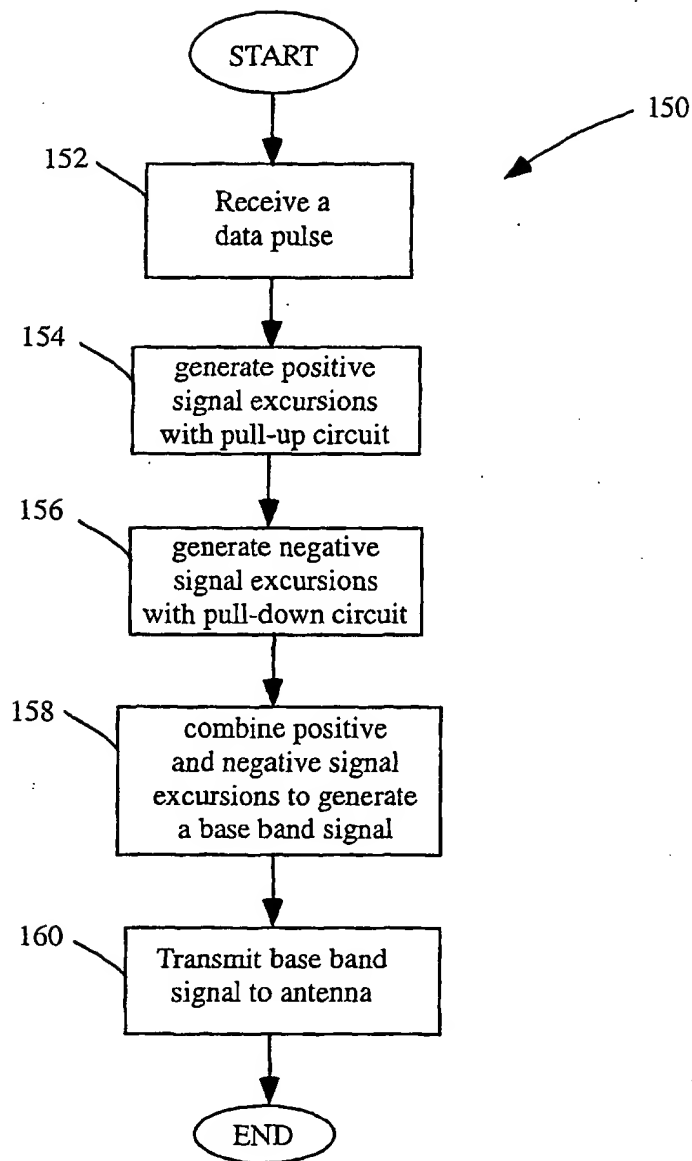 START
150
152
Receive a
data pulse
154
generate positive
signal excursions
with pull-up circuit
156
generate negative
signal excursions
with pull-down circuit
158
combine positive
and negative signal
excursions to generate
a base band signal
160
Transmit base band
signal to antenna
END